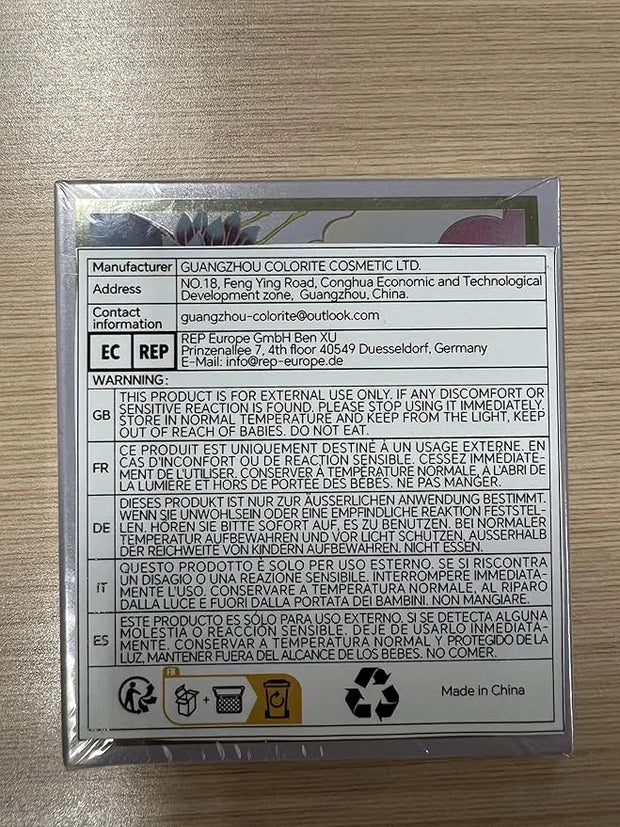 Manufacturer GUANGZHOU COLORITE COSMETIC LTD.
Address NO.18, Feng Ying Road, Conghua Economic and Technological
Development zone, Guangzhou, China.
Contact
information guangzhou-colorite@outlook.com
EC REP REP Europe GmbH Ben XU
Prinzenallee 7, 4th floor 40549 Duesseldorf, Germany
E-Mail: info@rep-europe.de
WARNNING:
GB THIS PRODUCT IS FOR EXTERNAL USE ONLY. IF ANY DISCOMFORT OR
SENSITIVE REACTION IS FOUND, PLEASE STOP USING IT IMMEDIATELY.
STORE IN NORMAL TEMPERATURE AND KEEP FROM THE LIGHT, KEEP
OUT OF REACH OF BABIES. DO NOT EAT.
FR CE PRODUIT EST UNIQUEMENT DESTINÉ À UN USAGE EXTERNE. EN
CAS D'INCONFORT OU DE REACTION SENSIBLE, CESSEZ IMMÉDIATE-
MENT DE L'UTILISER. CONSERVER À TEMPÉRATURE NORMALE, À L'ABRI DE
LA LUMIÈRE ET HORS DE PORTÉE DES BÉBES. NE PAS MANGER.
DE DIESES PRODUKT IST NUR ZUR ÄUSSERLICHEN ANWENDUNG BESTIMMT.
WENN SIE UNWOHLSEIN ODER EINE EMPFINDLICHE REAKTION FESTSTEL-
LEN, HÖREN SIE BITTE SOFORT AUF, ES ZU BENUTZEN. BEI NORMALER
TEMPERATUR AUFBEWAHREN UND VOR LICHT SCHÜTZEN, AUSSERHALB
DER REICHWEITE VON KINDERN AUFBEWAHREN. NICHT ESSEN.
IT QUESTO PRODOTTO È SOLO PER USO ESTERNO. SE SI RISCONTRA
UN DISAGIO O UNA REAZIONE SENSIBILE, INTERROMPERE IMMEDIATA-
MENTE L'USO. CONSERVARE A TEMPERATURA NORMALE, AL RIPARO
DALLA LUCE E FUORI DALLA PORTATA DEI BAMBINI. NON MANGIARE.
ES ESTE PRODUCTO ES SÓLO PARA USO EXTERNO. SI SE DETECTA ALGUNA
MOLESTIA O REACCIÓN SENSIBLE, DEJE DE USARLO INMEDIATA-
MENTE. CONSERVAR A TEMPERATURA NORMAL Y PROTEGIDO DE LA
LUZ, MANTENER FUERA DEL ALCANCE DE LOS BEBES. NO COMER.
FR
+
Made in China